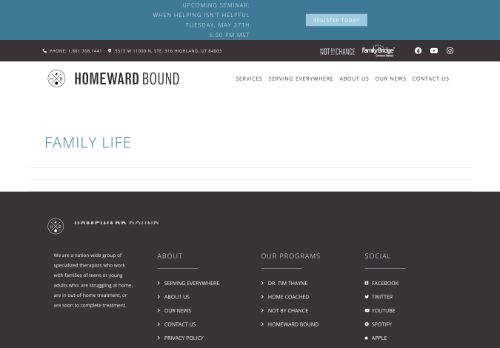 UPCOMING SEMINAR:
WHEN HELPING ISN'T HELPFUL
TUESDAY, MAY 27TH
6:00 PM MST
REGISTER TODAY
PHONE: 1.801.768.1441
5513 W 11000 N, STE. 316 HIGHLAND, UT 84003
NOT BY CHANCE
FamilyBridge
HOMEWARD BOUND
SERVICES
SERVING EVERYWHERE
ABOUT US
OUR NEWS
CONTACT US
FAMILY LIFE
HOMEWARD BOUND
We are a nation-wide group of
specialized therapists who work
with families of teens or young
adults who: are struggling at home,
are in out-of-home treatment, or
are soon to complete treatment.
ABOUT
SERVING EVERYWHERE
ABOUT US
OUR NEWS
CONTACT US
PRIVACY POLICY
OUR PROGRAMS
DR. TIM THAYNE
HOME COACHED
NOT BY CHANCE
HOMEWARD BOUND
SOCIAL
FACEBOOK
TWITTER
YOUTUBE
SPOTIFY
APPLE